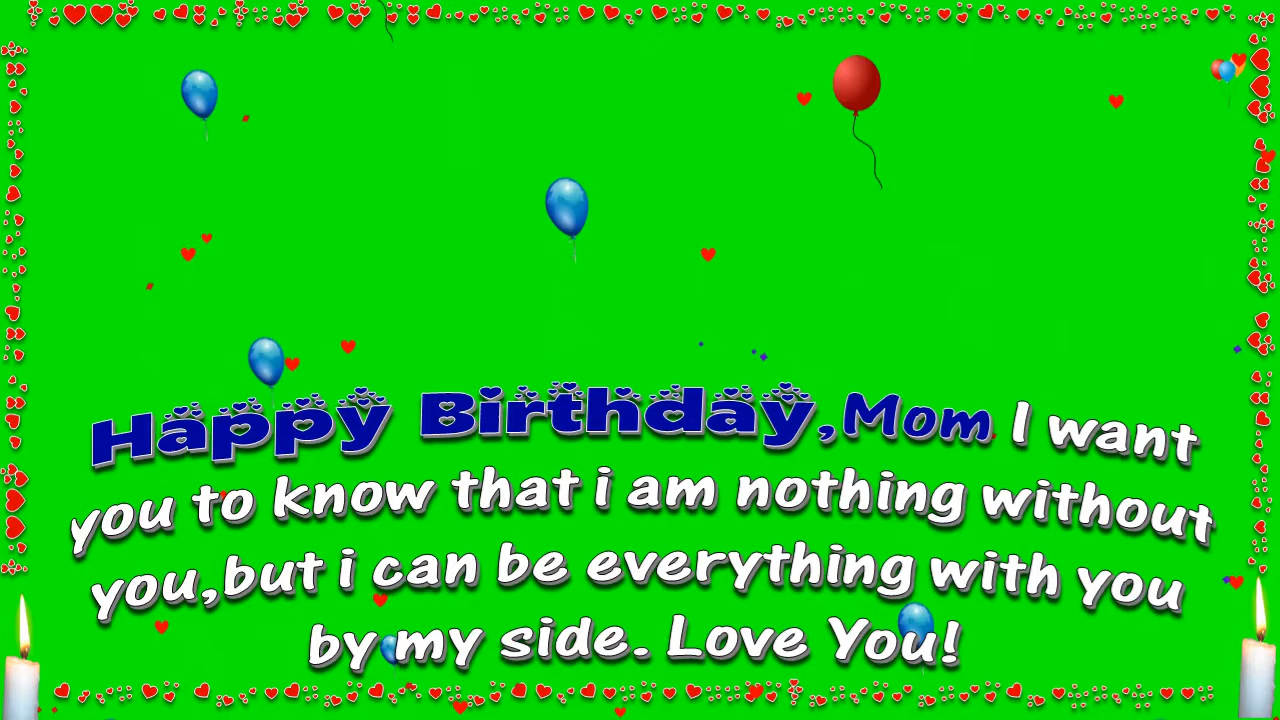 Happy Birthday,Mom I want
you to know that i am nothing without
you,but i can be everything with you
by my side. Love You!